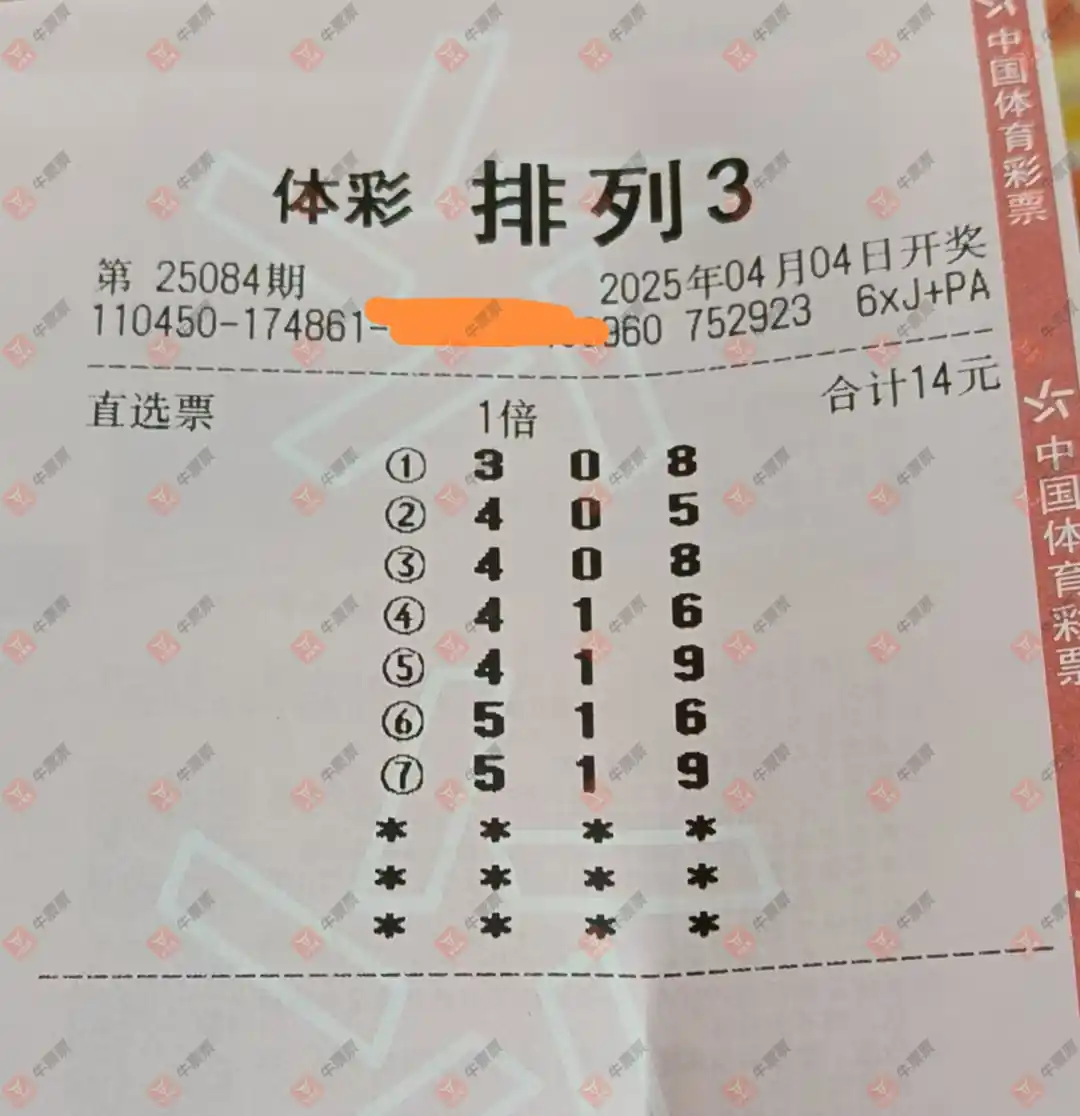 体彩 排列3
第 25084期 2025年04月04日开奖
110450-174861- 960 752923 6xJ+PA
直选票 1倍 合计14元
① 3 0 8
② 4 0 5
③ 4 0 8
④ 4 1 6
⑤ 4 1 9
⑥ 5 1 6
⑦ 5 1 9
* * * *
* * * *
* * * *
中国体育彩票
中国体育彩票
牛票票